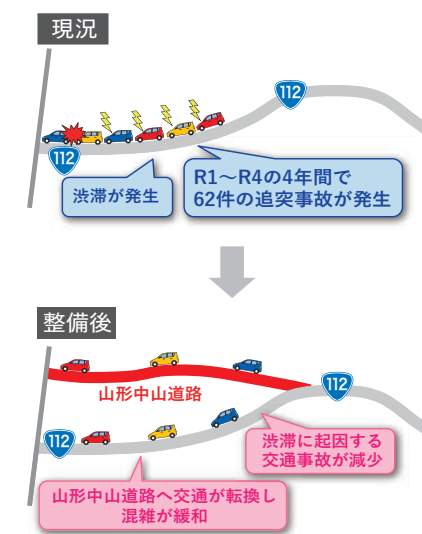 現況
112
112
渋滞が発生
R1～R4の4年間で
62件の追突事故が発生
整備後
山形中山道路
112
112
渋滞に起因する
交通事故が減少
山形中山道路へ交通が転換し
混雑が緩和